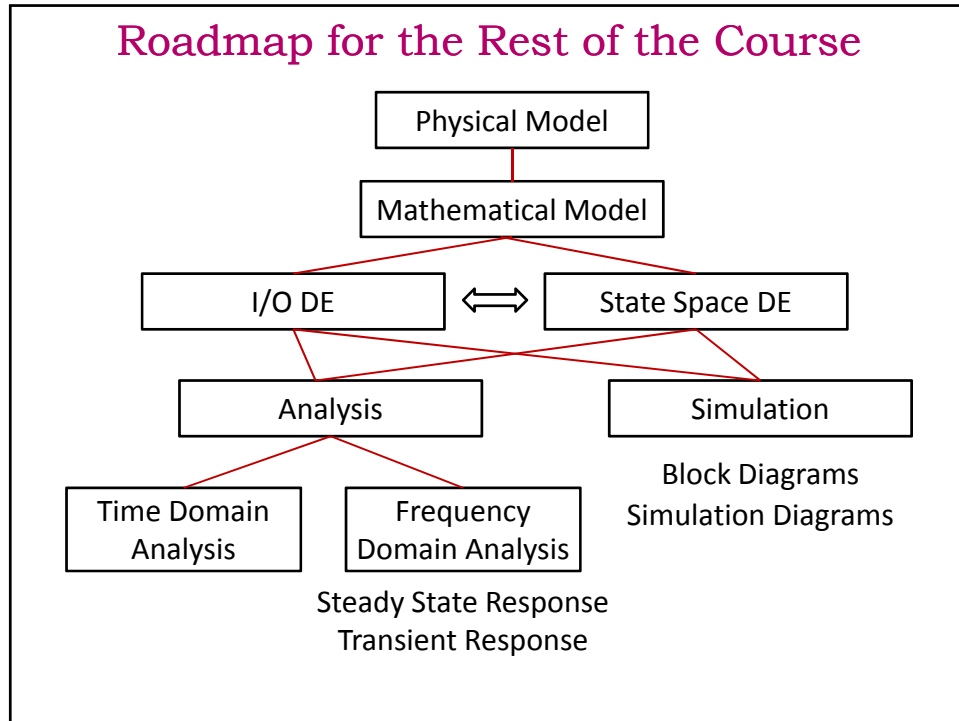 Roadmap for the Rest of the Course
Physical Model
Mathematical Model
I/O DE
State Space DE
Analysis
Simulation
Block Diagrams
Simulation Diagrams
Time Domain
Analysis
Frequency
Domain Analysis
Steady State Response
Transient Response